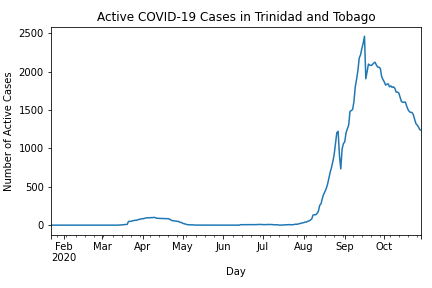 Active COVID-19 Cases in Trinidad and Tobago
Number of Active Cases
2500
2000
1500
1000
500
0
Feb Mar Apr May Jun Jul Aug Sep Oct
2020
Day